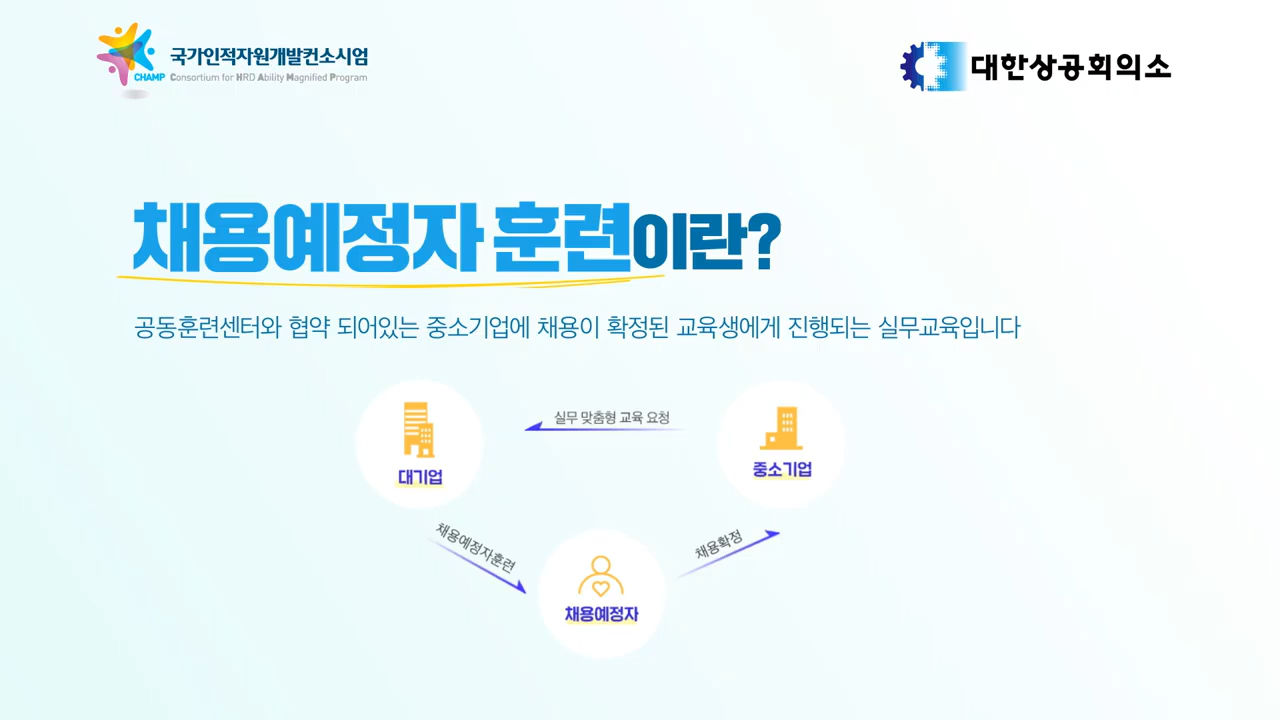 국가인적자원개발컨소시엄
CHAMP
Consortium for HRD Ability Magnified Program
대한상공회의소
채용예정자 훈련이란?
공동훈련센터와 협약 되어있는 중소기업에 채용이 확정된 교육생에게 진행되는 실무교육입니다
실무 맞춤형 교육 요청
대기업
중소기업
채용예정자훈련
채용확정
채용예정자